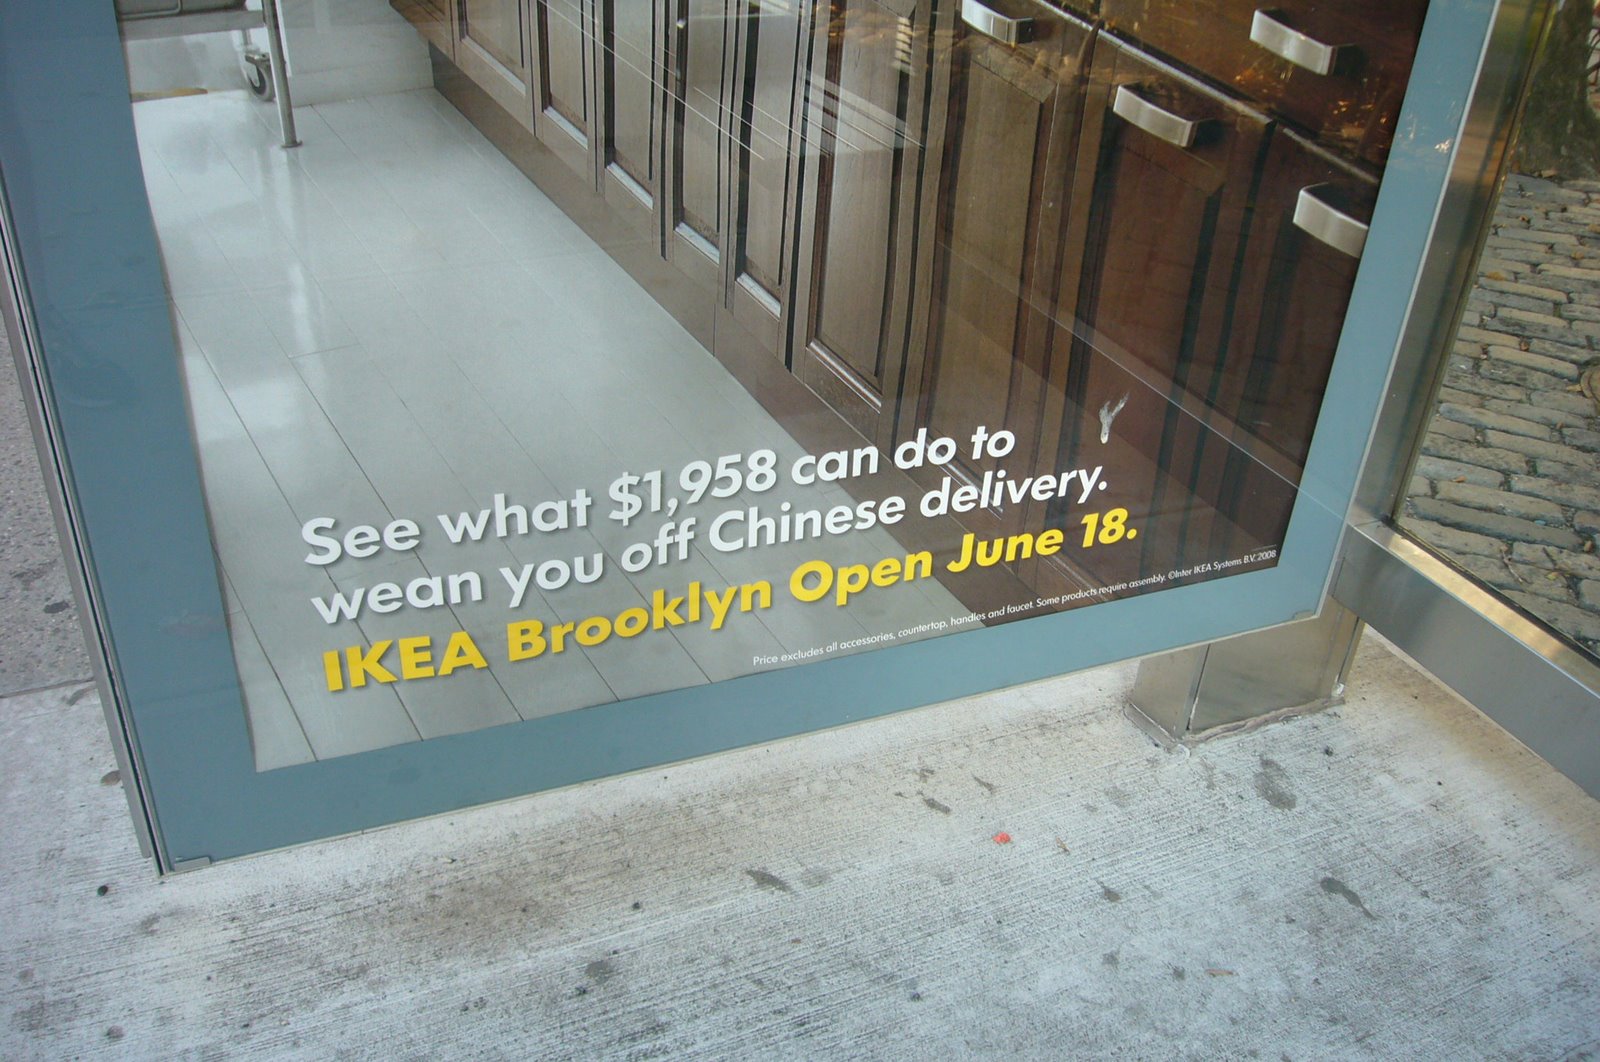 See what $1,958 can do to
wean you off Chinese delivery.
IKEA Brooklyn Open June 18.
Price excludes all accessories, countertop, handles and faucet. Some products require assembly. ©Inter IKEA Systems B.V. 2008